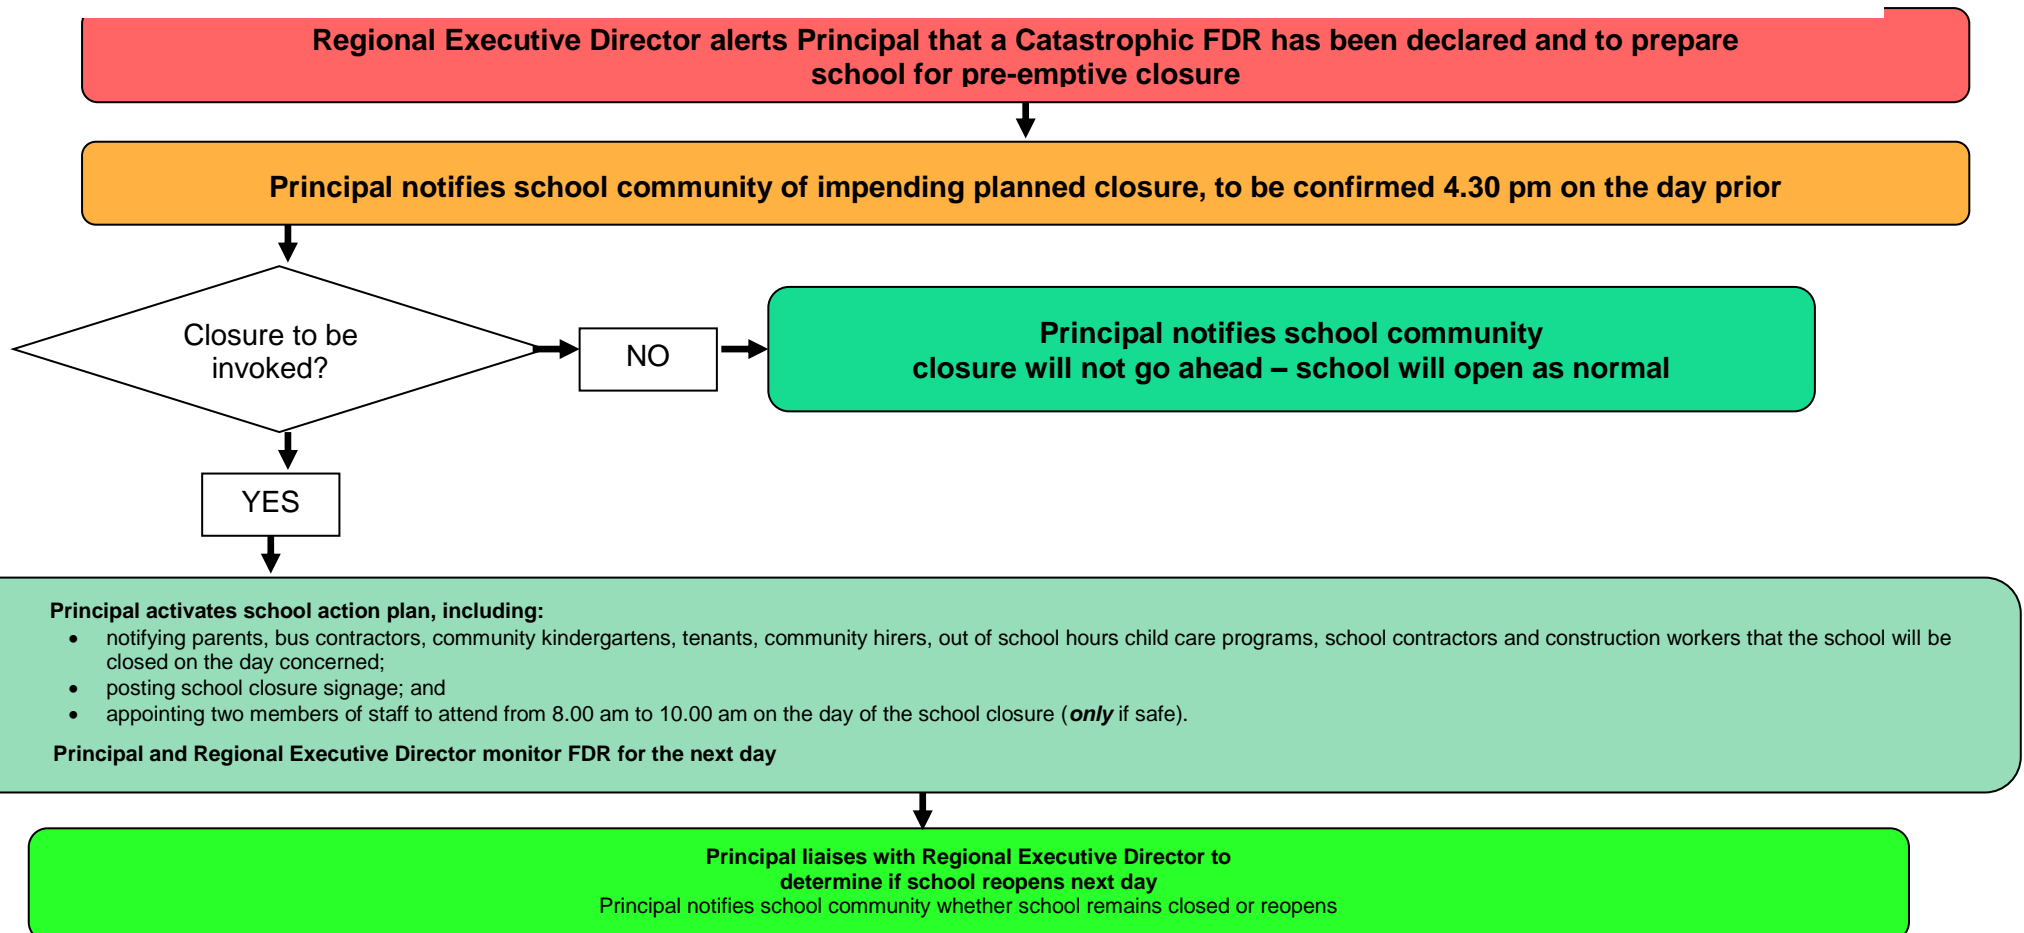 Regional Executive Director alerts Principal that a Catastrophic FDR has been declared and to prepare
school for pre-emptive closure
Principal notifies school community of impending planned closure, to be confirmed 4.30 pm on the day prior
Closure to be
invoked?
NO
Principal notifies school community
closure will not go ahead – school will open as normal
YES
Principal activates school action plan, including:
• notifying parents, bus contractors, community kindergartens, tenants, community hirers, out of school hours child care programs, school contractors and construction workers that the school will be
closed on the day concerned;
• posting school closure signage; and
• appointing two members of staff to attend from 8.00 am to 10.00 am on the day of the school closure (only if safe).
Principal and Regional Executive Director monitor FDR for the next day
Principal liaises with Regional Executive Director to
determine if school reopens next day
Principal notifies school community whether school remains closed or reopens